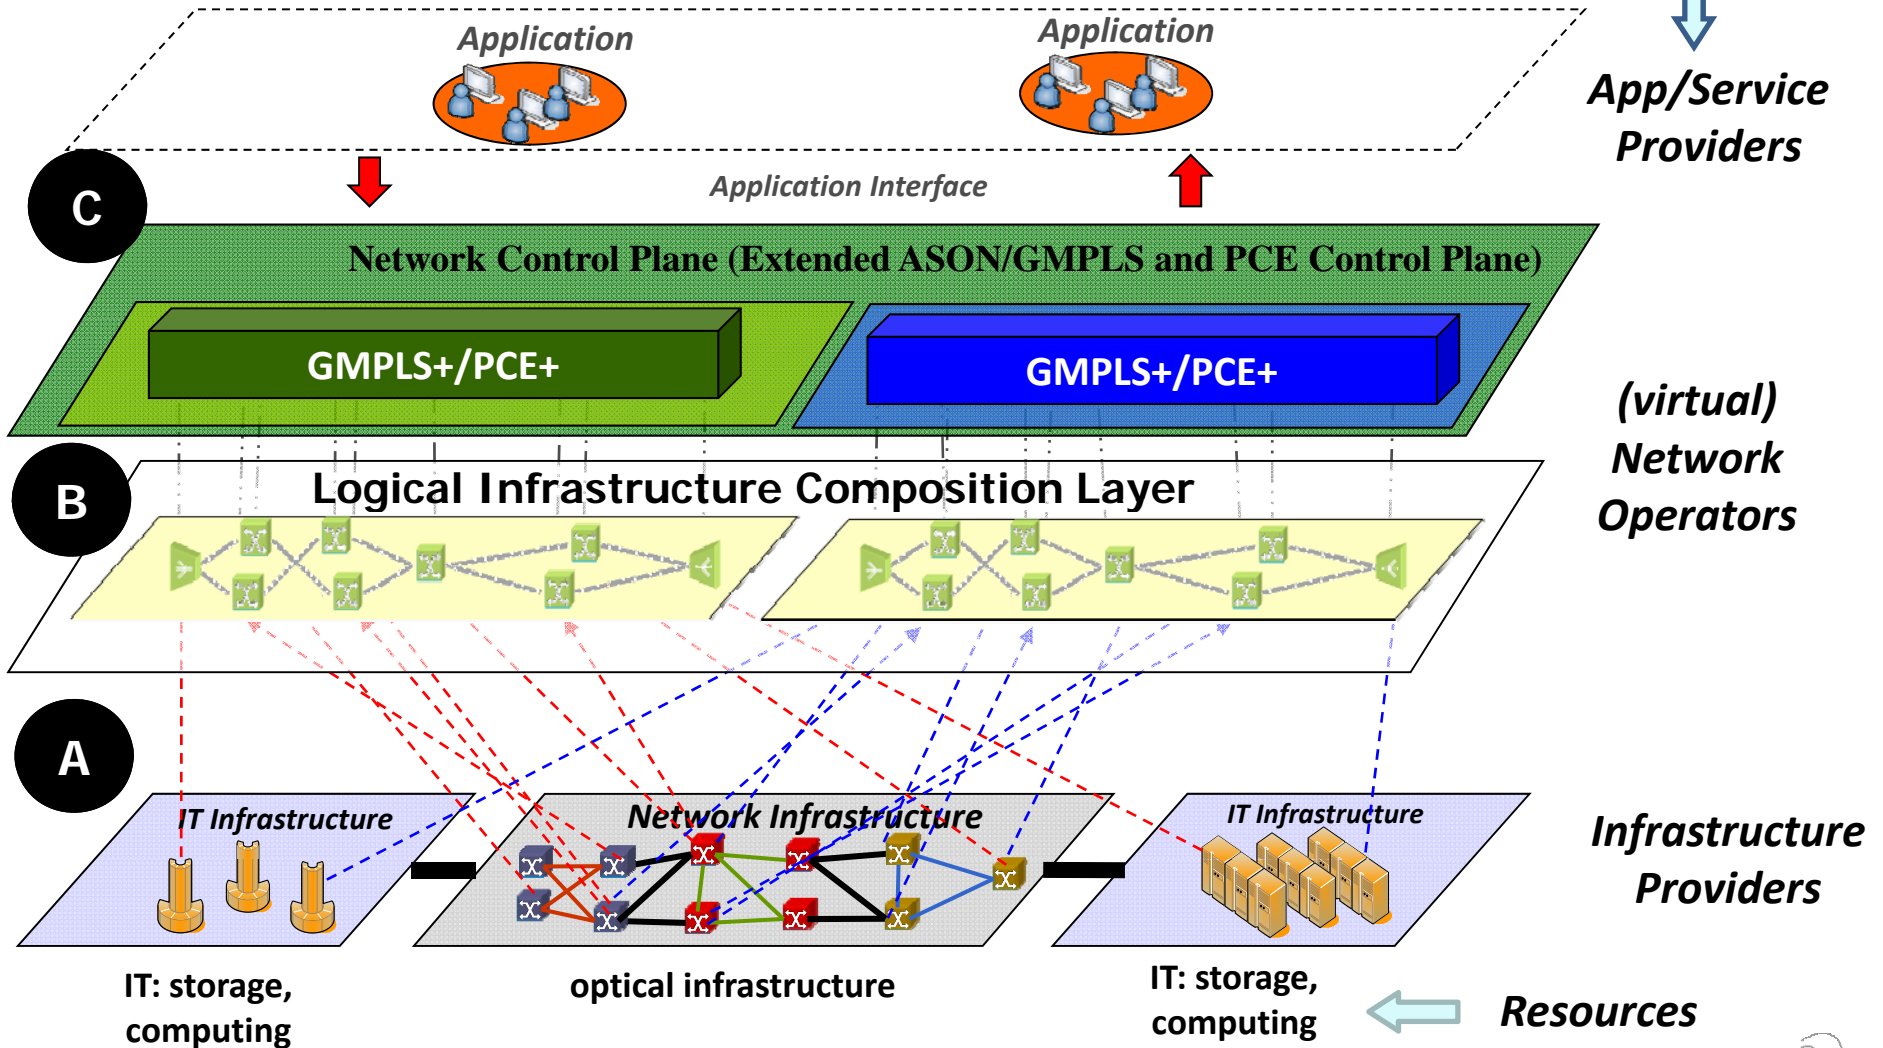 Application
Application
App/Service
Providers
Application Interface
C
Network Control Plane (Extended ASON/GMPLS and PCE Control Plane)
GMPLS+/PCE+
GMPLS+/PCE+
(virtual)
Network
Operators
B
Logical Infrastructure Composition Layer
A
IT Infrastructure
Network Infrastructure
IT Infrastructure
Infrastructure
Providers
IT: storage,
computing
optical infrastructure
IT: storage,
computing
Resources